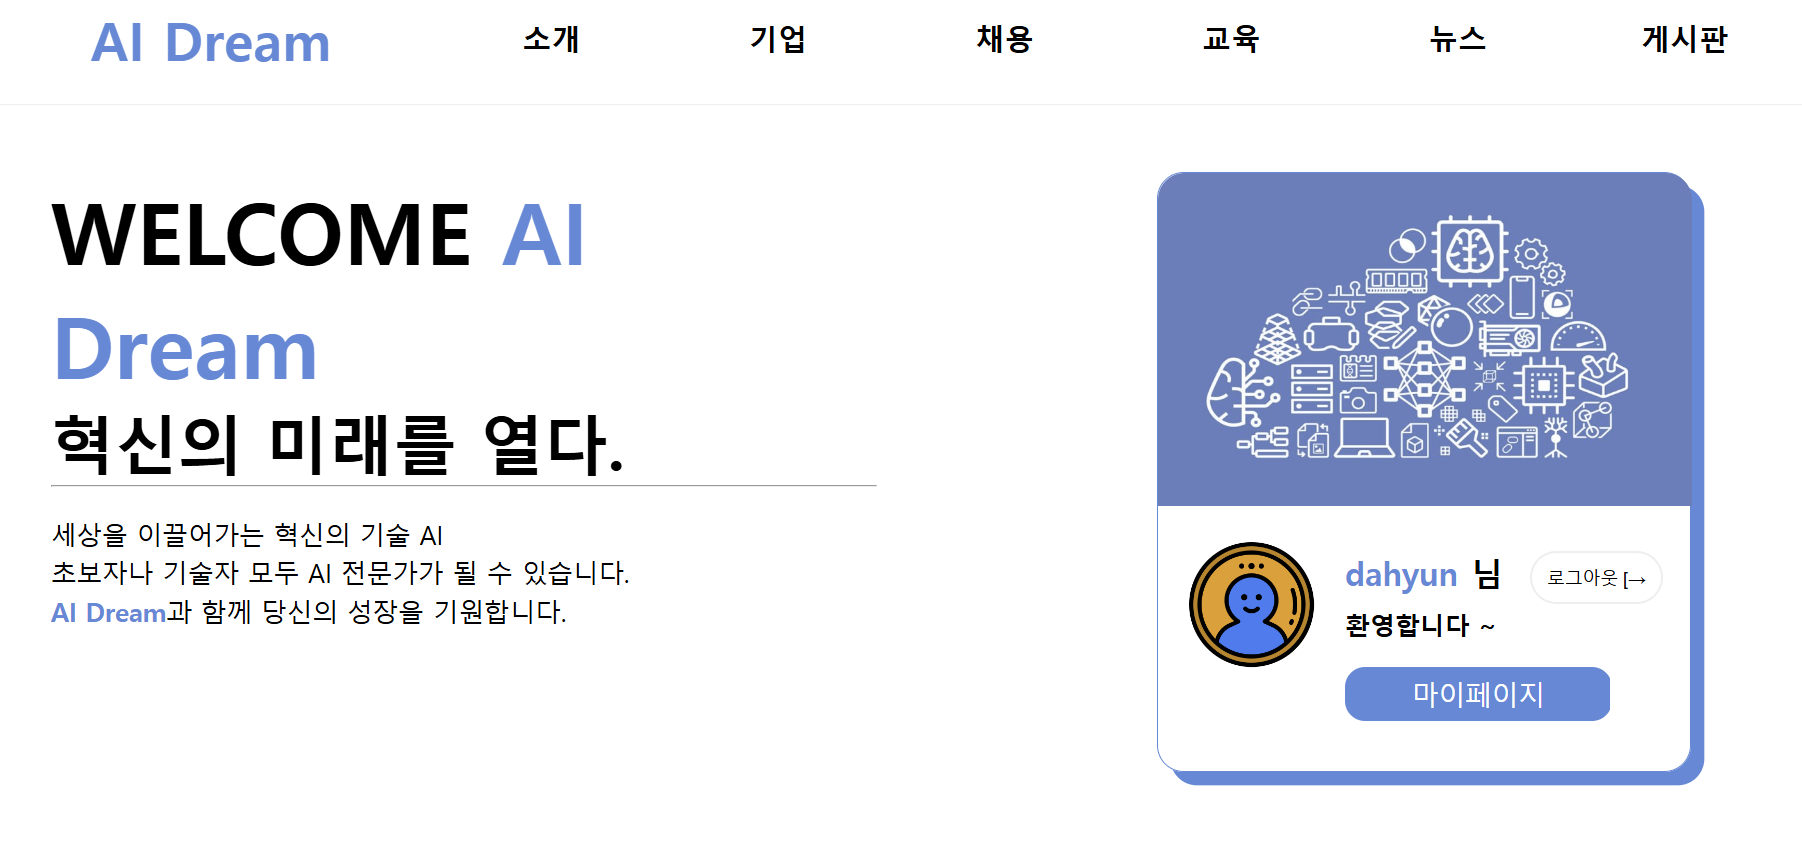 AI Dream
소개
기업
채용
교육
뉴스
게시판
WELCOME AI
Dream
혁신의 미래를 열다.
세상을 이끌어가는 혁신의 기술 AI
초보자나 기술자 모두 AI 전문가가 될 수 있습니다.
AI Dream과 함께 당신의 성장을 기원합니다.
dahyun 님
로그아웃 [→
환영합니다 ~
마이페이지